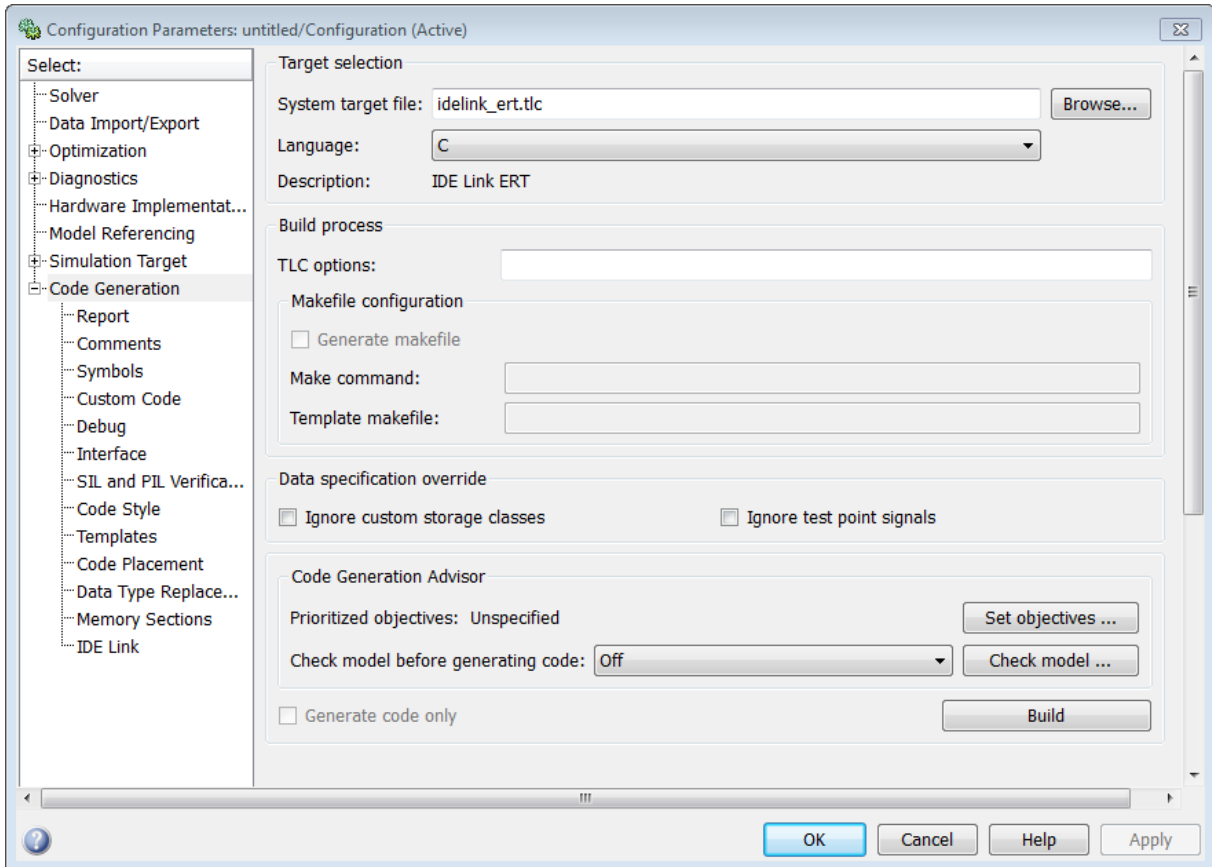 Configuration Parameters: untitled/Configuration (Active)
Select:
Solver
Data Import/Export
Optimization
Diagnostics
Hardware Implementat...
Model Referencing
Simulation Target
Code Generation
Report
Comments
Symbols
Custom Code
Debug
Interface
SIL and PIL Verifica...
Code Style
Templates
Code Placement
Data Type Replace...
Memory Sections
IDE Link
Target selection
System target file: idelink_ert.tlc Browse...
Language: C
Description: IDE Link ERT
Build process
TLC options:
Makefile configuration
Generate makefile
Make command:
Template makefile:
Data specification override
Ignore custom storage classes Ignore test point signals
Code Generation Advisor
Prioritized objectives: Unspecified Set objectives ...
Check model before generating code: Off Check model ...
Generate code only Build
OK Cancel Help Apply